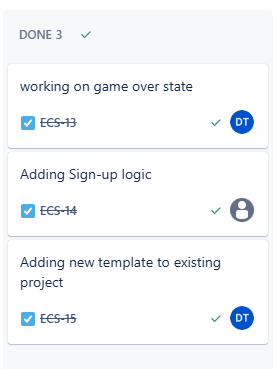 DONE 3
working on game over state
ECS-13
DT
Adding Sign-up logic
ECS-14
Adding new template to existing
project
ECS-15
DT